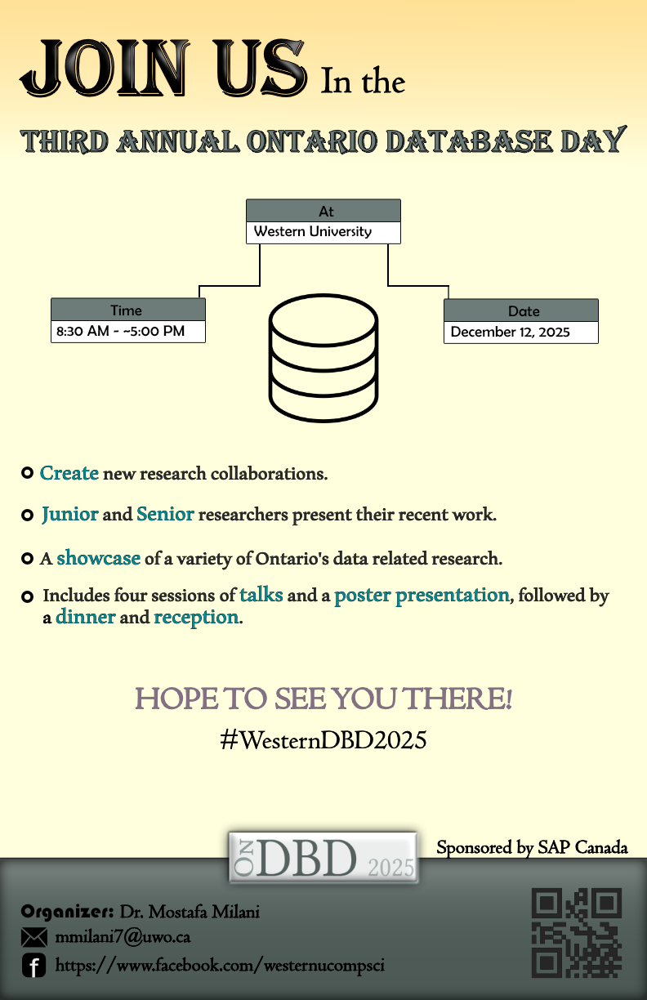 JOIN US In the
THIRD ANNUAL ONTARIO DATABASE DAY
At
Western University
Time
8:30 AM - ~5:00 PM
Date
December 12, 2025
Create new research collaborations.
Junior and Senior researchers present their recent work.
A showcase of a variety of Ontario's data related research.
Includes four sessions of talks and a poster presentation, followed by
a dinner and reception.
HOPE TO SEE YOU THERE!
#WesternDBD2025
ON DBD 2025
Sponsored by SAP Canada
Organizer: Dr. Mostafa Milani
mmilani7@uwo.ca
f https://www.facebook.com/westernucompsci